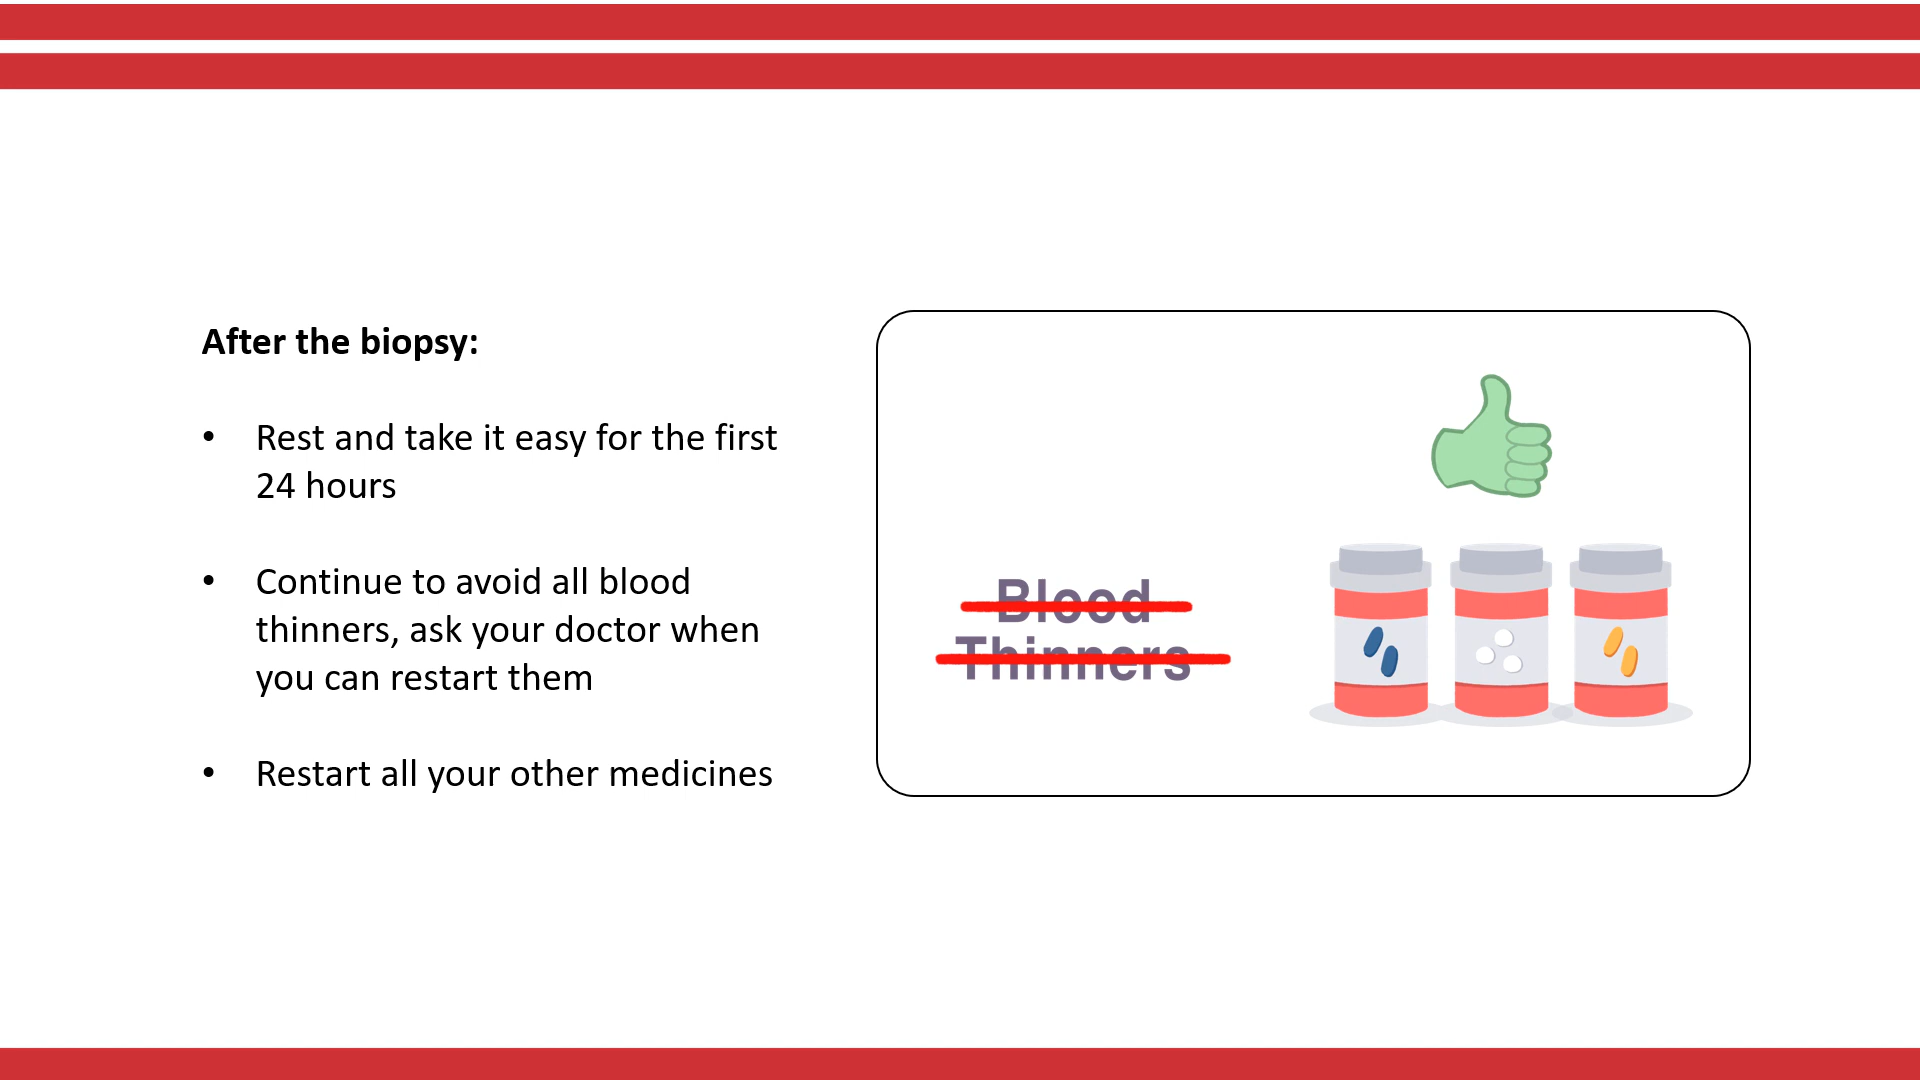 After the biopsy:
• Rest and take it easy for the first
24 hours
• Continue to avoid all blood
thinners, ask your doctor when
you can restart them
• Restart all your other medicines
Blood
Thinners